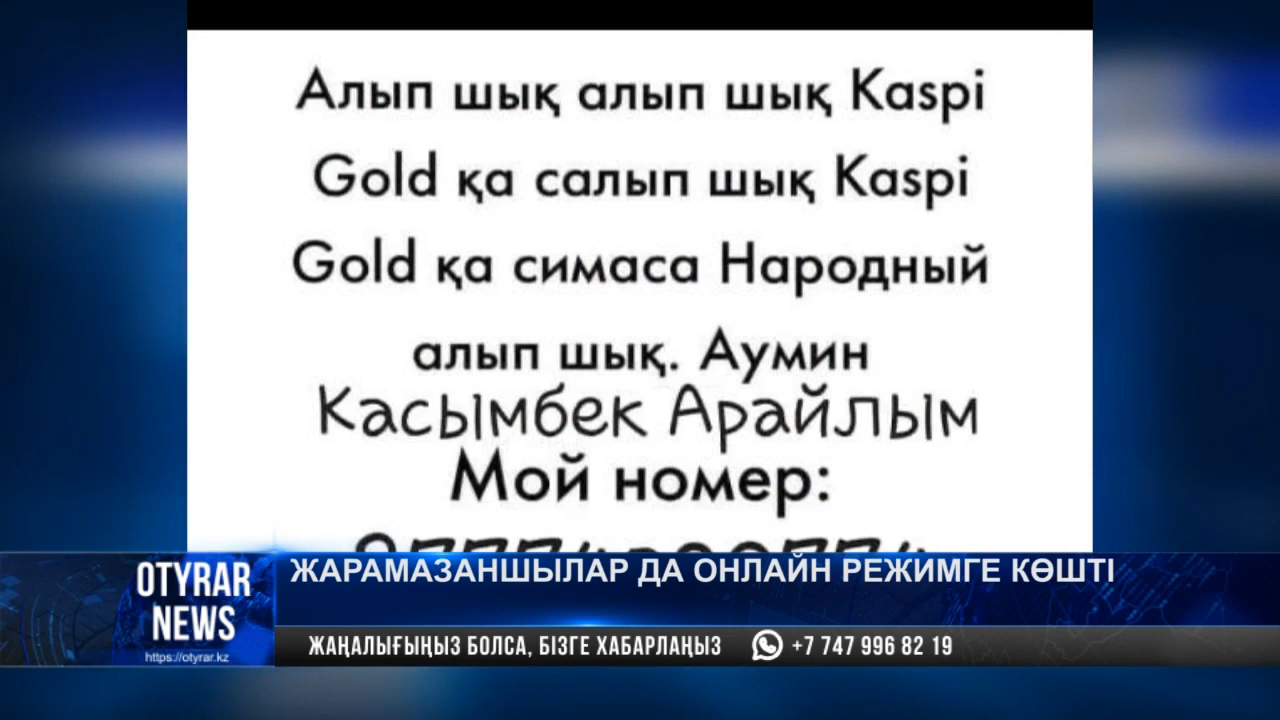 Алып шық алып шық Kaspi
Gold қа салып шық Kaspi
Gold қа симаса Народный
алып шық. Аумин
Касымбек Арайлым
Мой номер:
OTYRAR
NEWS
https://otyrar.kz
ЖАРАМАЗАНШЫЛАР ДА ОНЛАЙН РЕЖИМГЕ КӨШТІ
ЖАҢАЛЫҒЫҢЫЗ БОЛСА, БІЗГЕ ХАБАРЛАҢЫЗ +7 747 996 82 19